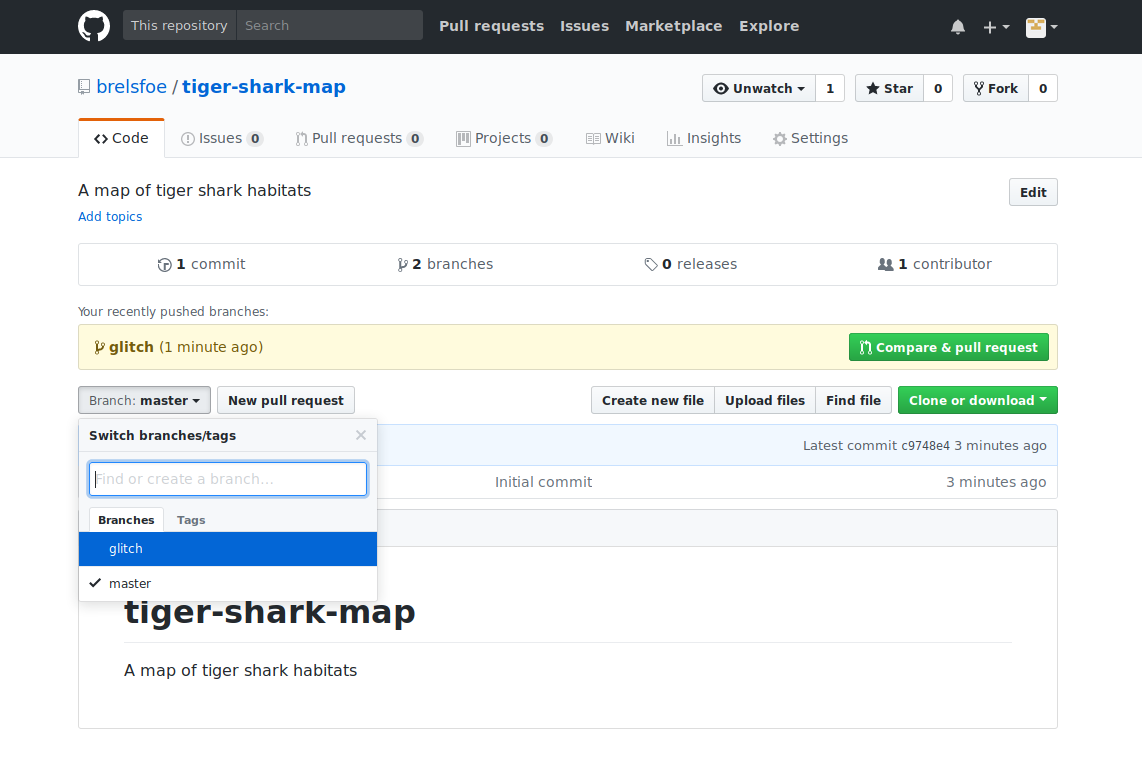 This repository Search Pull requests Issues Marketplace Explore
brelsfoe / tiger-shark-map Unwatch 1 Star 0 Fork 0
Code Issues 0 Pull requests 0 Projects 0 Wiki Insights Settings
A map of tiger shark habitats Edit
Add topics
1 commit 2 branches 0 releases 1 contributor
Your recently pushed branches:
glitch (1 minute ago) Compare & pull request
Branch: master New pull request Create new file Upload files Find file Clone or download
Switch branches/tags
Latest commit c9748e4 3 minutes ago
Find or create a branch...
Initial commit 3 minutes ago
Branches Tags
glitch
master
tiger-shark-map
A map of tiger shark habitats